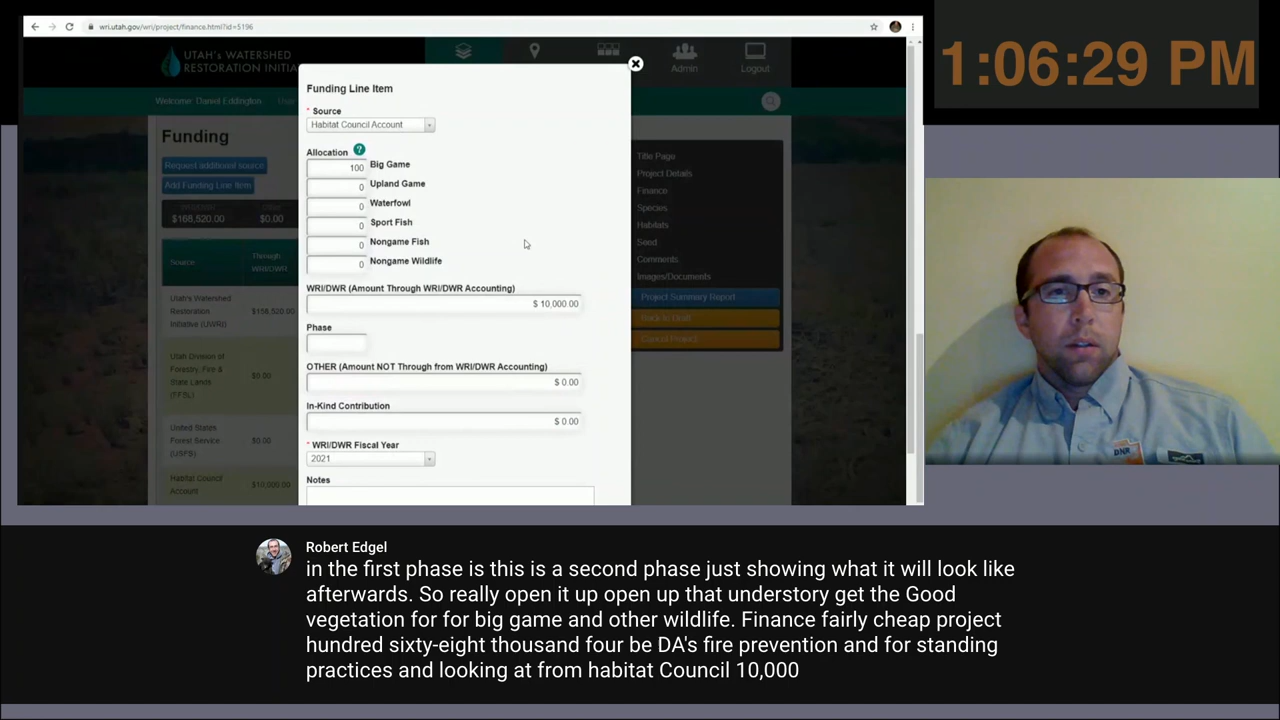 wri.utah.gov/wri/project/finance.html?id=5196
1:06:29 PM
UTAH'S WATERSHED
RESTORATION INITIA
Admin
Logout
Welcome: Daniel Eddington
Funding
Request additional source
Add Funding Line Item
$168,520.00 $0.00
Source
Through
WRI/DWR
Utah's Watershed
Restoration
Initiative (UWRI)
$158,520.00
Utah Division of
Forestry, Fire &
State Lands
(FFSL)
$0.00
United States
Forest Service
(USFS)
$0.00
Habitat Council
Account
$10,000.00
Funding Line Item
* Source
Habitat Council Account
Allocation ?
100 Big Game
0 Upland Game
0 Waterfowl
0 Sport Fish
0 Nongame Fish
0 Nongame Wildlife
WRI/DWR (Amount Through WRI/DWR Accounting)
$ 10,000.00
Phase
OTHER (Amount NOT Through from WRI/DWR Accounting)
$ 0.00
In-Kind Contribution
$ 0.00
* WRI/DWR Fiscal Year
2021
Notes
Title Page
Project Details
Finance
Species
Habitats
Seed
Comments
Images/Documents
Project Summary Report
Back to Draft
Cancel Project
DNR
Robert Edgel
in the first phase is this is a second phase just showing what it will look like
afterwards. So really open it up open up that understory get the Good
vegetation for for big game and other wildlife. Finance fairly cheap project
hundred sixty-eight thousand four be DA's fire prevention and for standing
practices and looking at from habitat Council 10,000